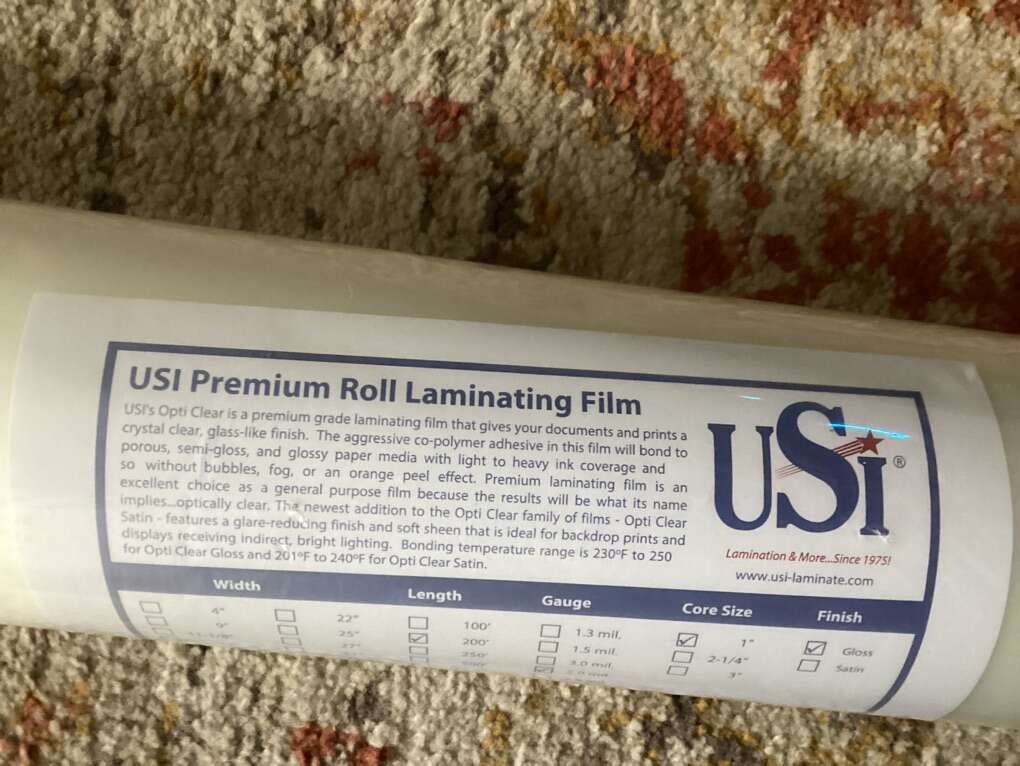 USI Premium Roll Laminating Film
USI's Opti Clear is a premium grade laminating film that gives your documents and prints a
crystal clear, glass-like finish. The aggressive co-polymer adhesive in this film will bond to
porous, semi-gloss, and glossy paper media with light to heavy ink coverage and
so without bubbles, fog, or an orange peel effect. Premium laminating film is an
excellent choice as a general purpose film because the results will be what its name
implies...optically clear. The newest addition to the Opti Clear family of films - Opti Clear
Satin - features a glare-reducing finish and soft sheen that is ideal for backdrop prints and
displays receiving indirect, bright lighting. Bonding temperature range is 230ºF to 250
for Opti Clear Gloss and 201ºF to 240ºF for Opti Clear Satin.
USi®
Lamination & More...Since 1975!
www.usi-laminate.com
Width Length Gauge Core Size Finish
4" 22" 100' 1.3 mil. 1" Gloss
9" 25" 200' 1.5 mil. 2-1/4" Satin
11-1/8" 27" 250' 3.0 mil. 3"
500'